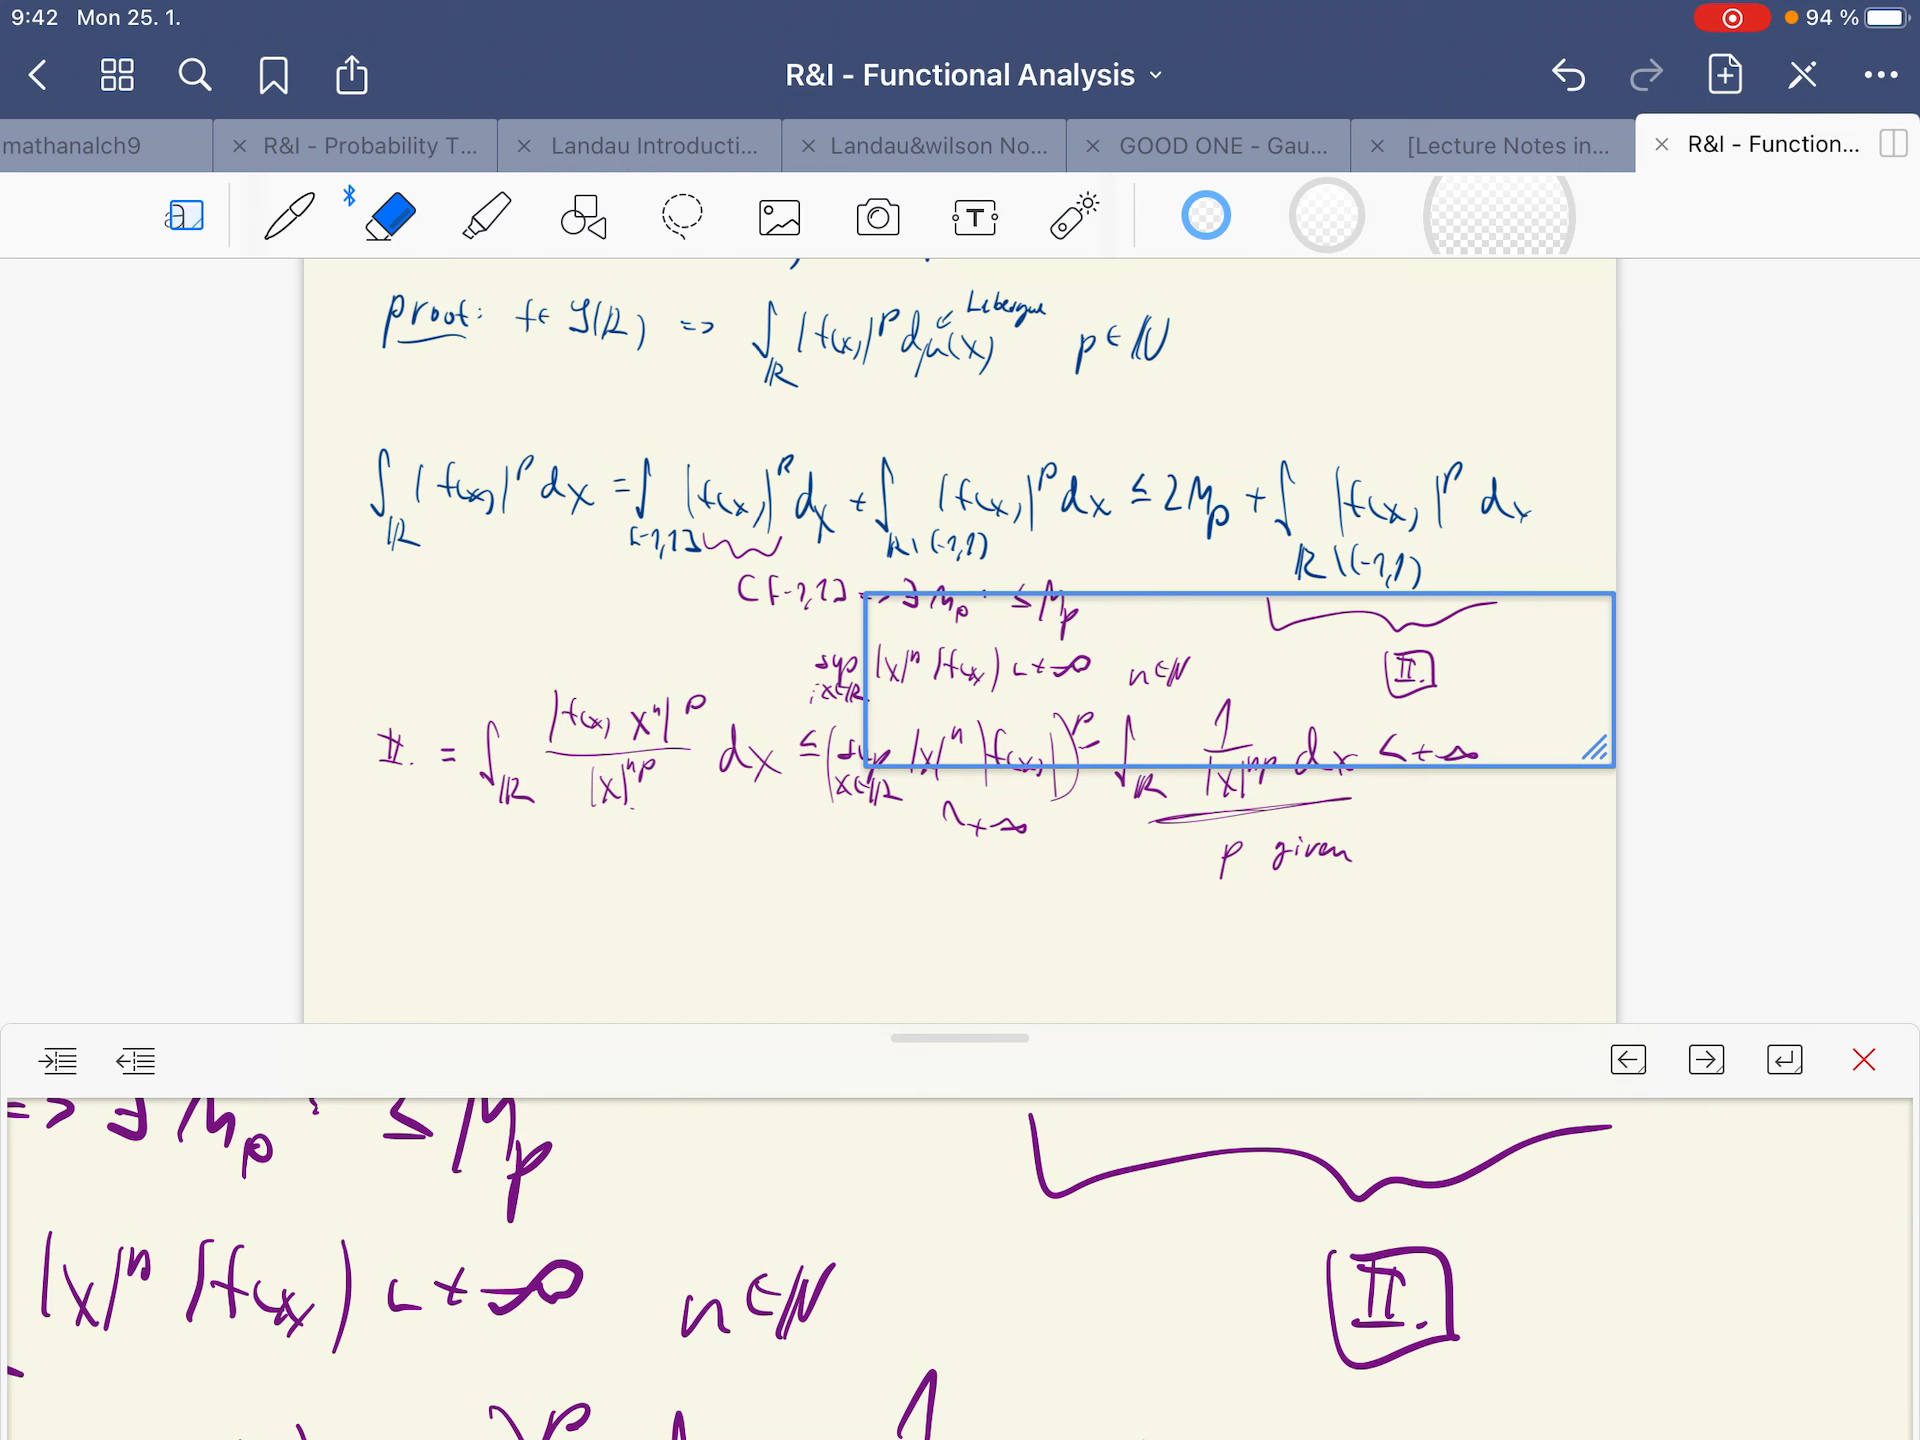 9:42 Mon 25. 1.
94 %
R&I - Functional Analysis
mathanalch9
R&I - Probability T...
Landau Introducti...
Landau&wilson No...
GOOD ONE - Gau...
[Lecture Notes in...
R&I - Function...
proof: f∈ 𝒮(ℝ) => ∫_ℝ |f(x)|^p dμ(x) Lebesgue p∈ℕ
∫_ℝ |f(x)|^p dx = ∫_[-1,1] |f(x)|^p dx + ∫_ℝ\(-1,1) |f(x)|^p dx ≤ 2M_p + ∫_ℝ\(-1,1) |f(x)|^p dx
C[-1,1] => ∃ M_p : ≤ M_p
sup_x∈ℝ |x|^n |f(x)| < +∞ n∈ℕ
II.
II. = ∫_ℝ |f(x) x^n|^p / |x|^np dx ≤ (sup_x∈ℝ |x|^n |f(x)|)^p ∫_ℝ 1/|x|^np dx < +∞
< +∞
p given
=> ∃ M_p : ≤ M_p
|x|^n |f(x)| < +∞ n∈ℕ
II.